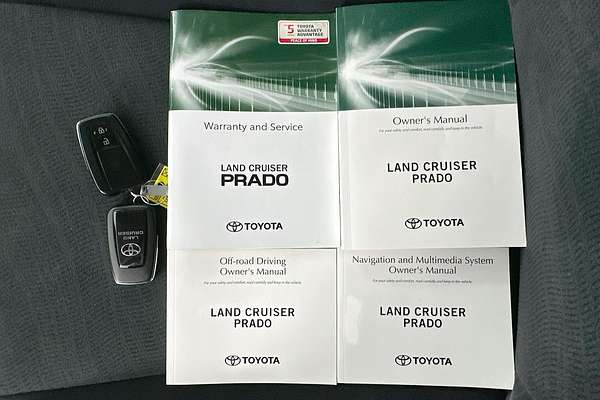 5
TOYOTA
WARRANTY
ADVANTAGE
Warranty and Service
LAND CRUISER
PRADO
TOYOTA
Owner's Manual
For your safety and comfort, read carefully and keep in the vehicle.
LAND CRUISER
PRADO
TOYOTA
Off-road Driving
Owner's Manual
For your safety and comfort, read carefully and keep in the vehicle.
LAND CRUISER
PRADO
TOYOTA
Navigation and Multimedia System
Owner's Manual
For your safety and comfort, read carefully and keep in the vehicle.
LAND CRUISER
PRADO
TOYOTA
LAND
CRUISER